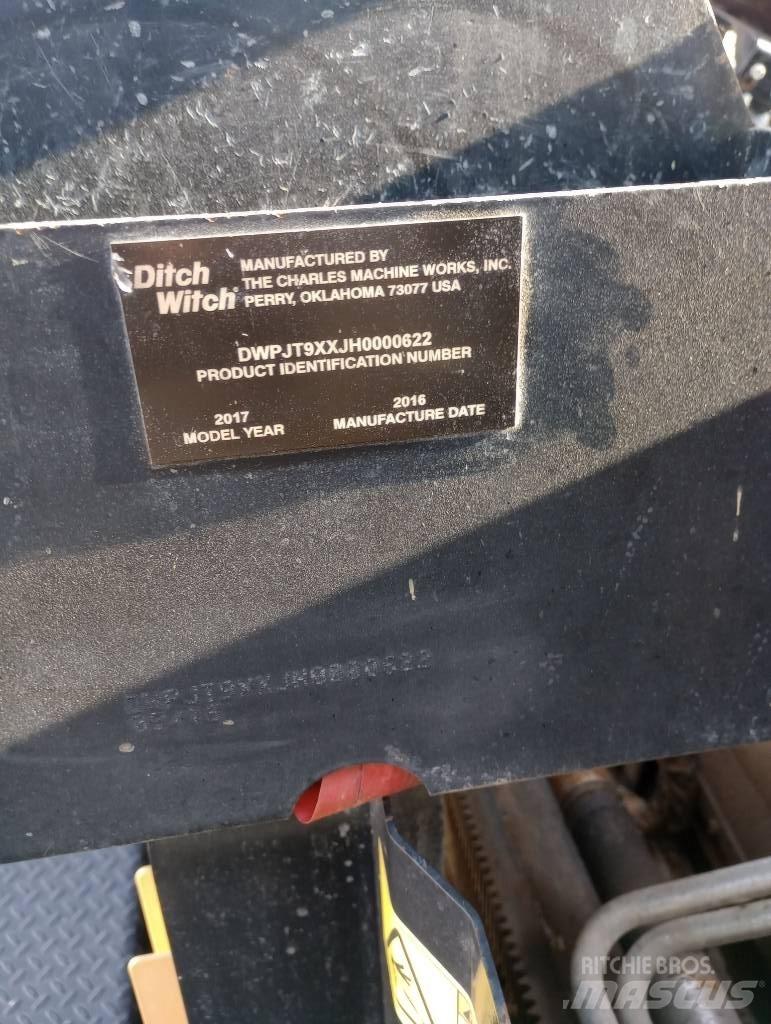 Ditch
Witch®
MANUFACTURED BY
THE CHARLES MACHINE WORKS, INC.
PERRY, OKLAHOMA 73077 USA
DWPJT9XXJH0000622
PRODUCT IDENTIFICATION NUMBER
2017
MODEL YEAR
2016
MANUFACTURE DATE
DWPJT9XXJH0000622
RITCHIE BROS.
MASCUS